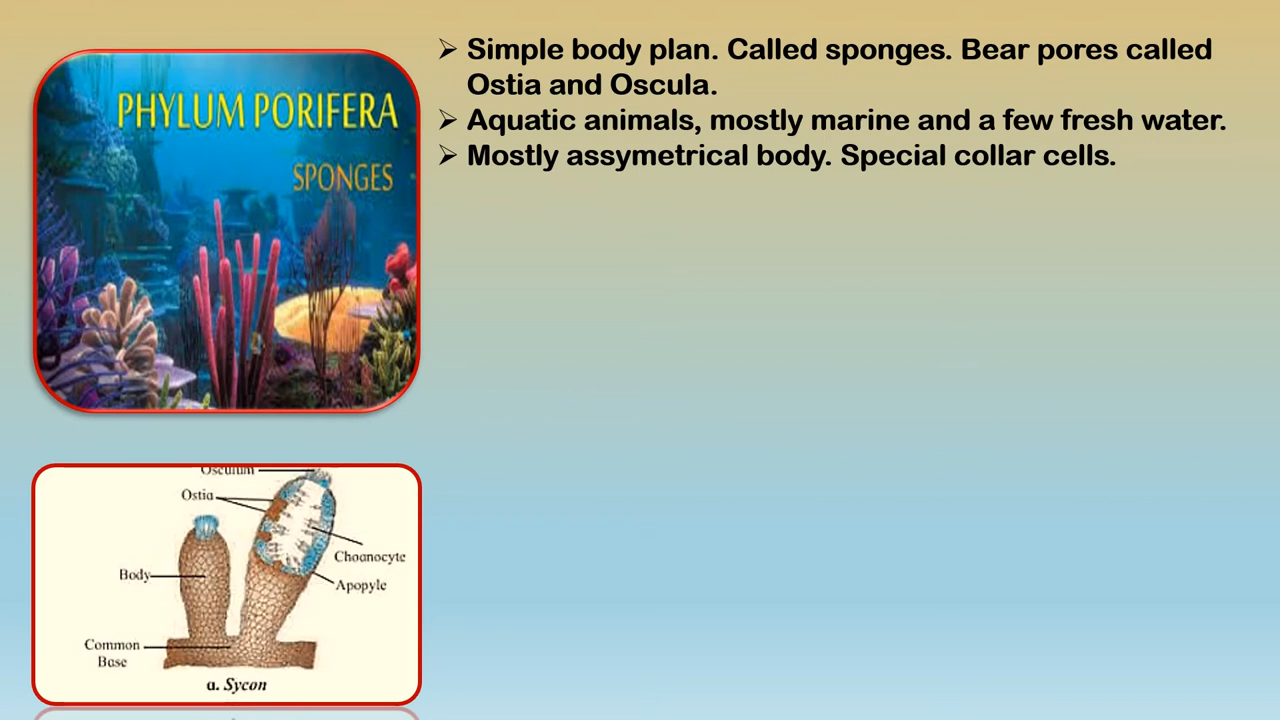 PHYLUM PORIFERA
SPONGES
➢ Simple body plan. Called sponges. Bear pores called
Ostia and Oscula.
➢ Aquatic animals, mostly marine and a few fresh water.
➢ Mostly assymetrical body. Special collar cells.
Osculum
Ostia
Choanocyte
Body
Apopyle
Common
Base
a. Sycon